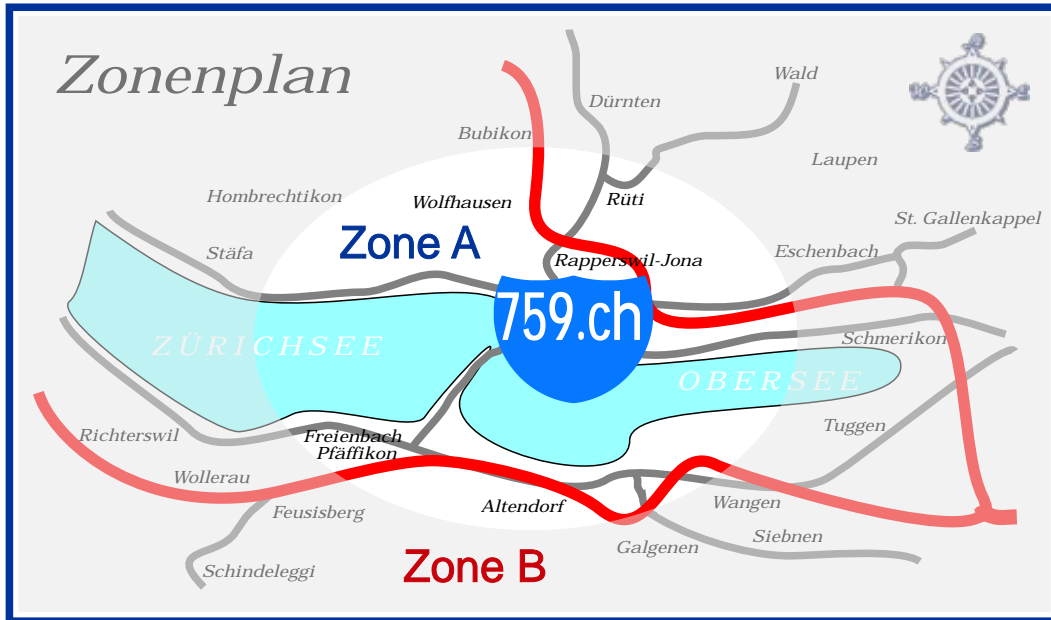 Zonenplan
Wald
Dürnten
Bubikon
Laupen
Hombrechtikon
Wolfhausen
Rüti
St. Gallenkappel
Stäfa
Zone A
Rapperswil-Jona
Eschenbach
759.ch
ZÜRICHSEE
Schmerikon
OBERSEE
Tuggen
Richterswil
Freienbach
Pfäffikon
Wollerau
Feusisberg
Altendorf
Wangen
Siebnen
Galgenen
Schindeleggi
Zone B